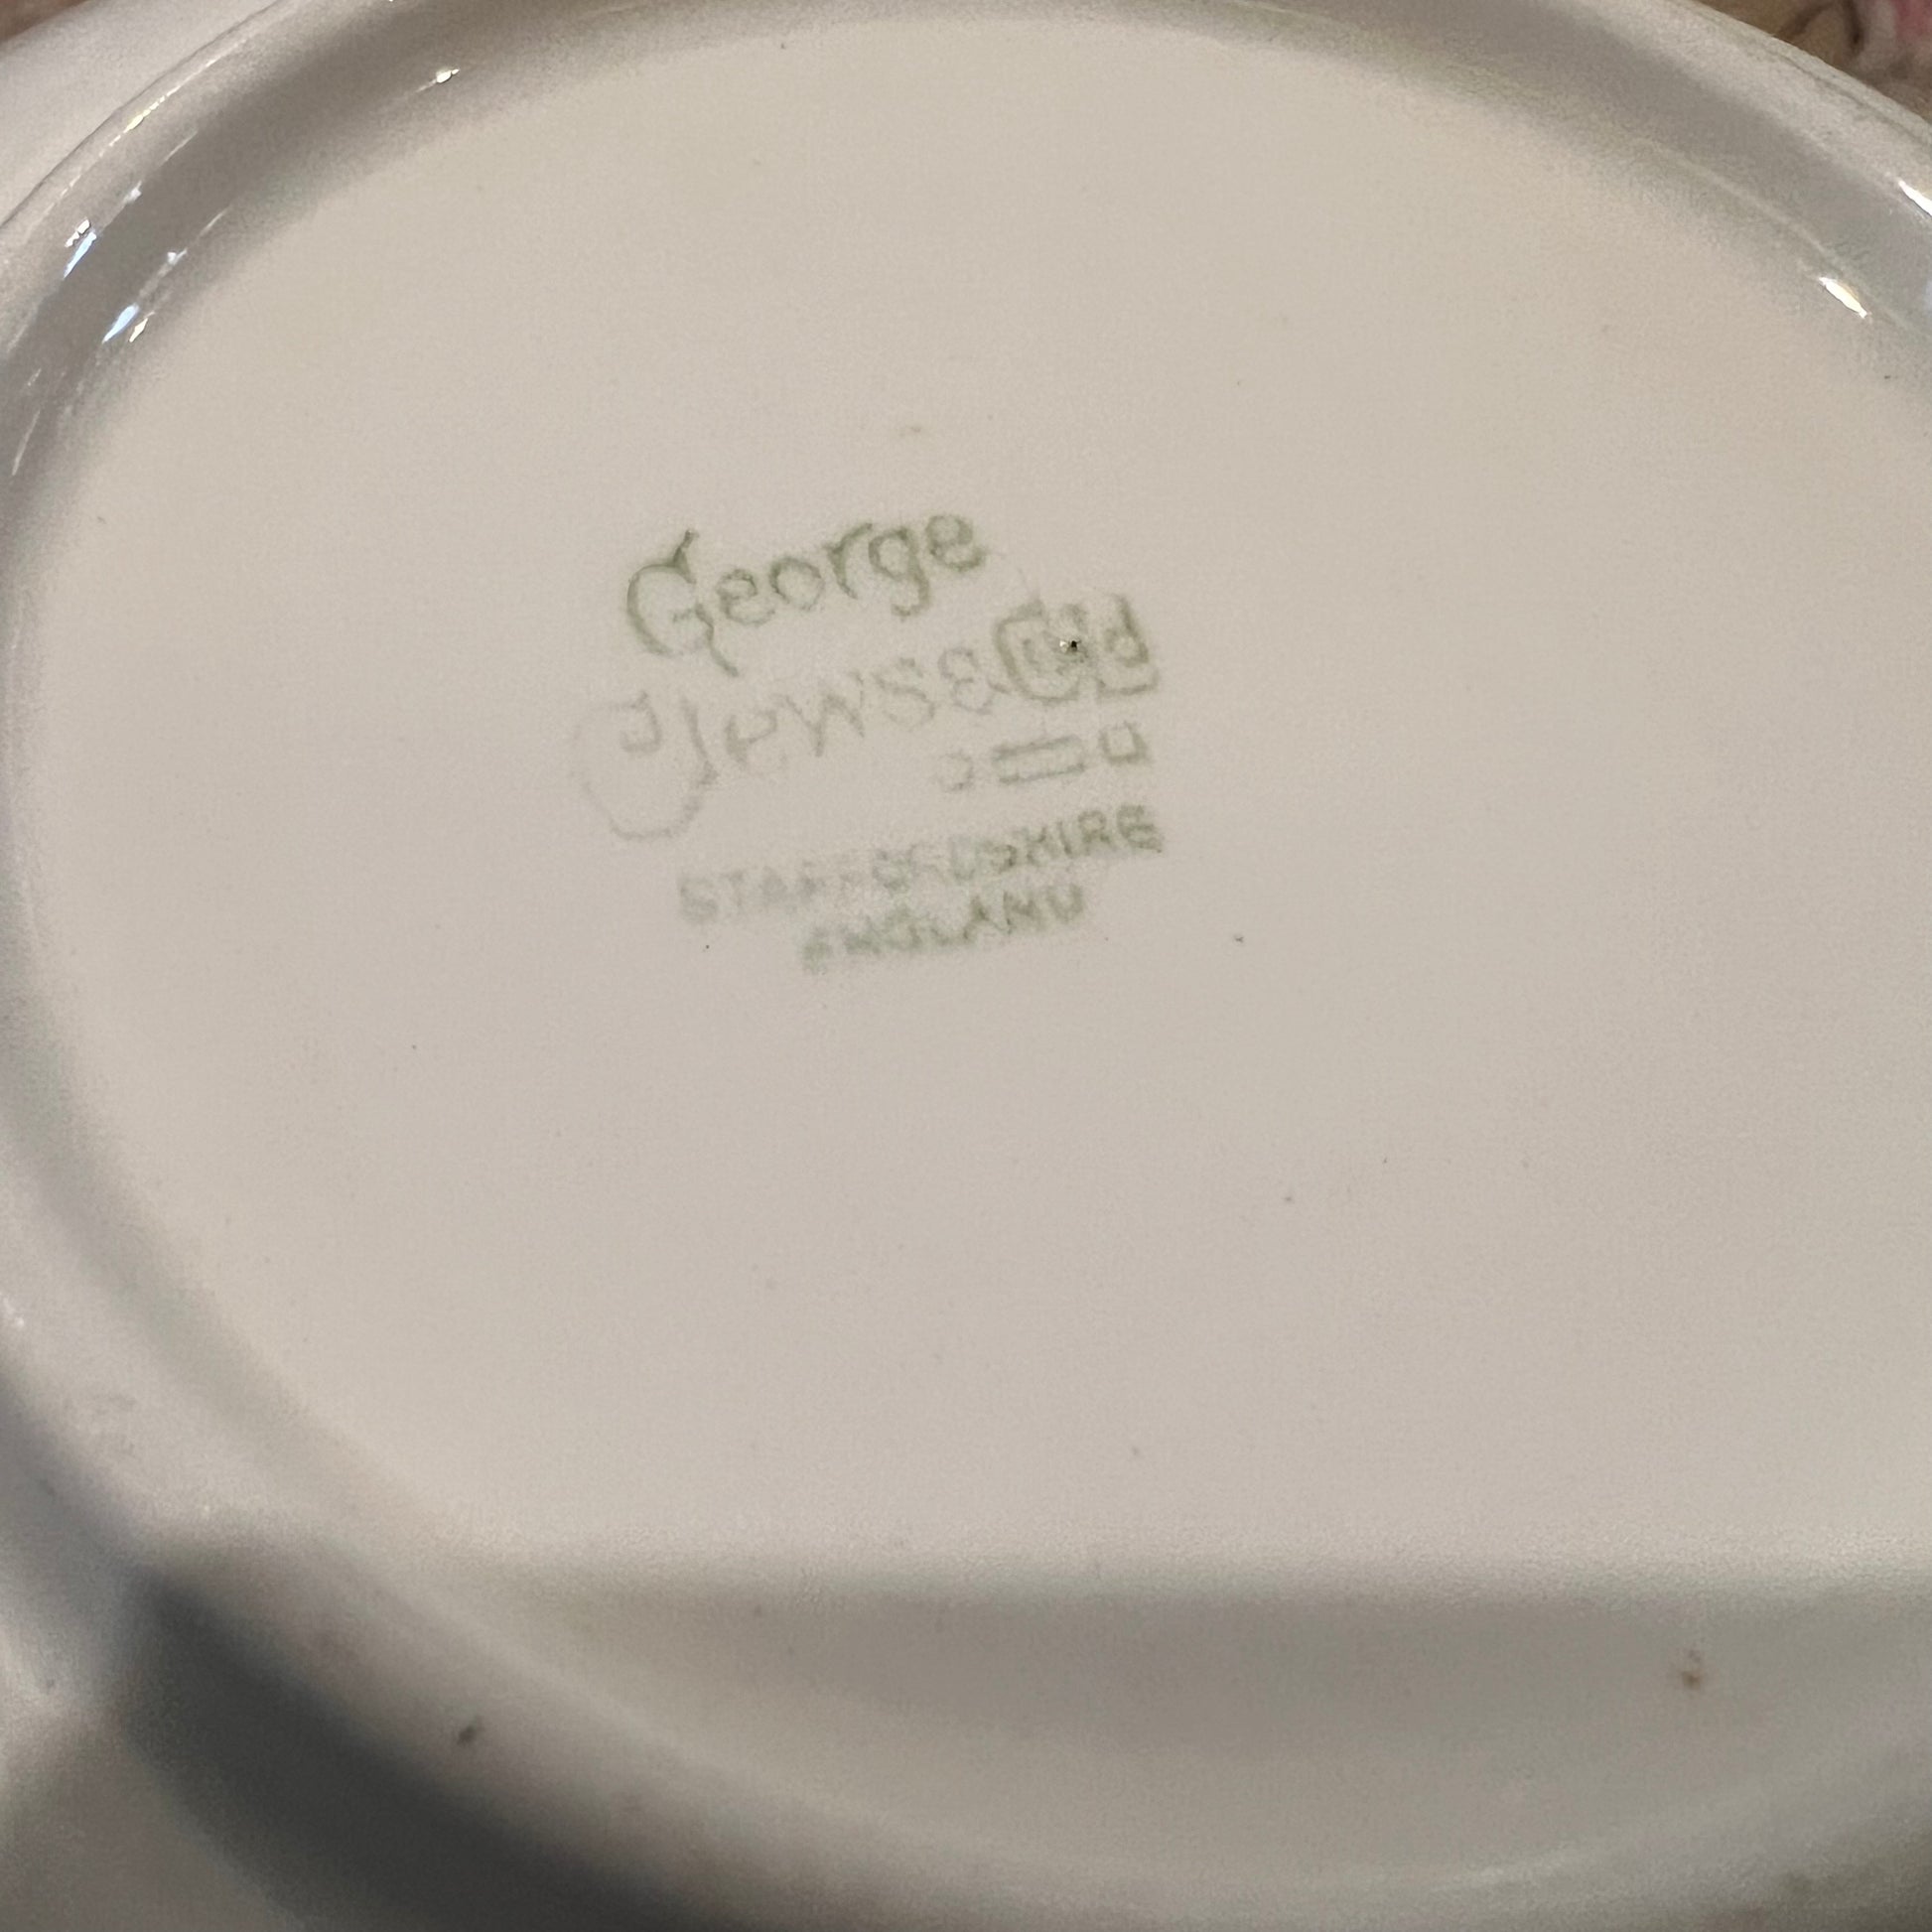 George
Clews & Co Ltd
STAFFORDSHIRE
ENGLAND